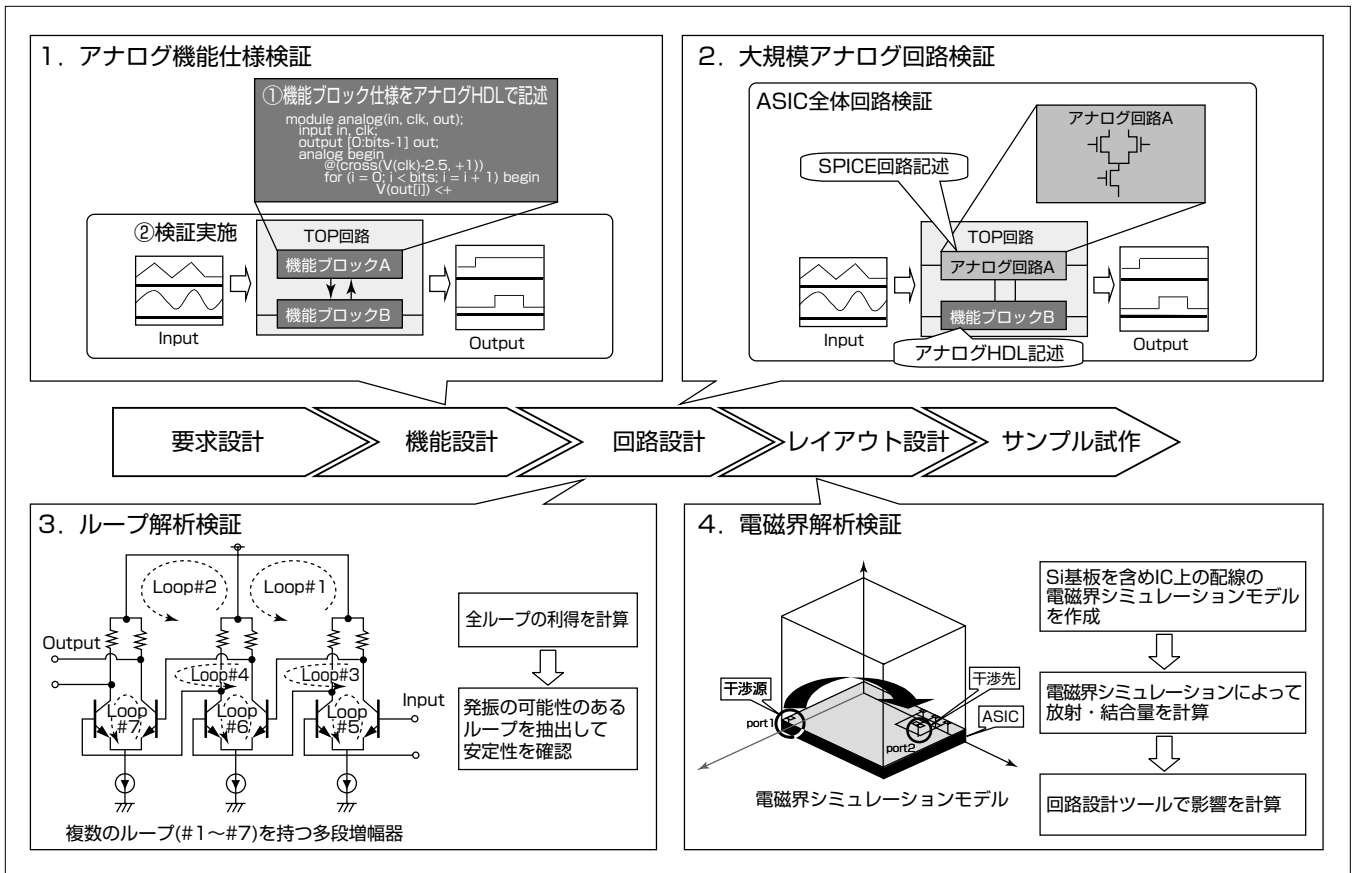 1．アナログ機能仕様検証
①機能ブロック仕様をアナログHDLで記述
module analog(in, clk, out);
input in, clk;
output [0:bits-1] out;
analog begin
@(cross(V(clk)-2.5, +1))
for (i = 0; i < bits; i = i + 1) begin
V(out[i]) <+
②検証実施
TOP回路
機能ブロックA
機能ブロックB
Input
Output
2．大規模アナログ回路検証
ASIC全体回路検証
アナログ回路A
SPICE回路記述
TOP回路
アナログ回路A
機能ブロックB
Input
アナログHDL記述
Output
要求設計
機能設計
回路設計
レイアウト設計
サンプル試作
3．ループ解析検証
Loop#2
Loop#1
Output
Loop#4
Loop#3
Input
Loop
#7
Loop
#6
Loop
#5
複数のループ(#1～#7)を持つ多段増幅器
全ループの利得を計算
発振の可能性のある
ループを抽出して
安定性を確認
4．電磁界解析検証
干渉源
干渉先
port1
port2
ASIC
電磁界シミュレーションモデル
Si基板を含めIC上の配線の
電磁界シミュレーションモデル
を作成
電磁界シミュレーションによって
放射・結合量を計算
回路設計ツールで影響を計算